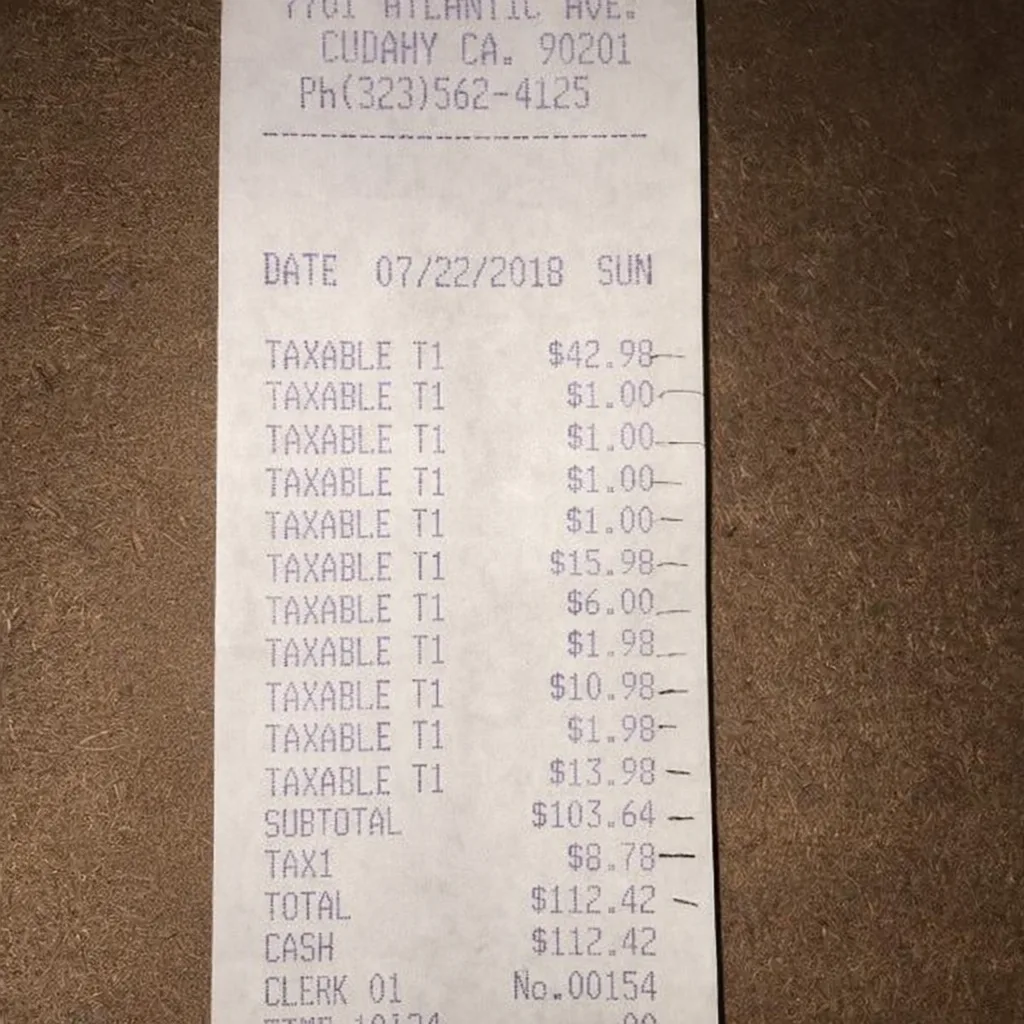 7701 ATLANTIC AVE.
CUDAHY CA. 90201
Ph(323)562-4125
DATE 07/22/2018 SUN
TAXABLE T1 $42.98
TAXABLE T1 $1.00
TAXABLE T1 $1.00
TAXABLE T1 $1.00
TAXABLE T1 $1.00
TAXABLE T1 $15.98
TAXABLE T1 $6.00
TAXABLE T1 $1.98
TAXABLE T1 $10.98
TAXABLE T1 $1.98
TAXABLE T1 $13.98
SUBTOTAL $103.64
TAX1 $8.78
TOTAL $112.42
CASH $112.42
CLERK 01 No.00154